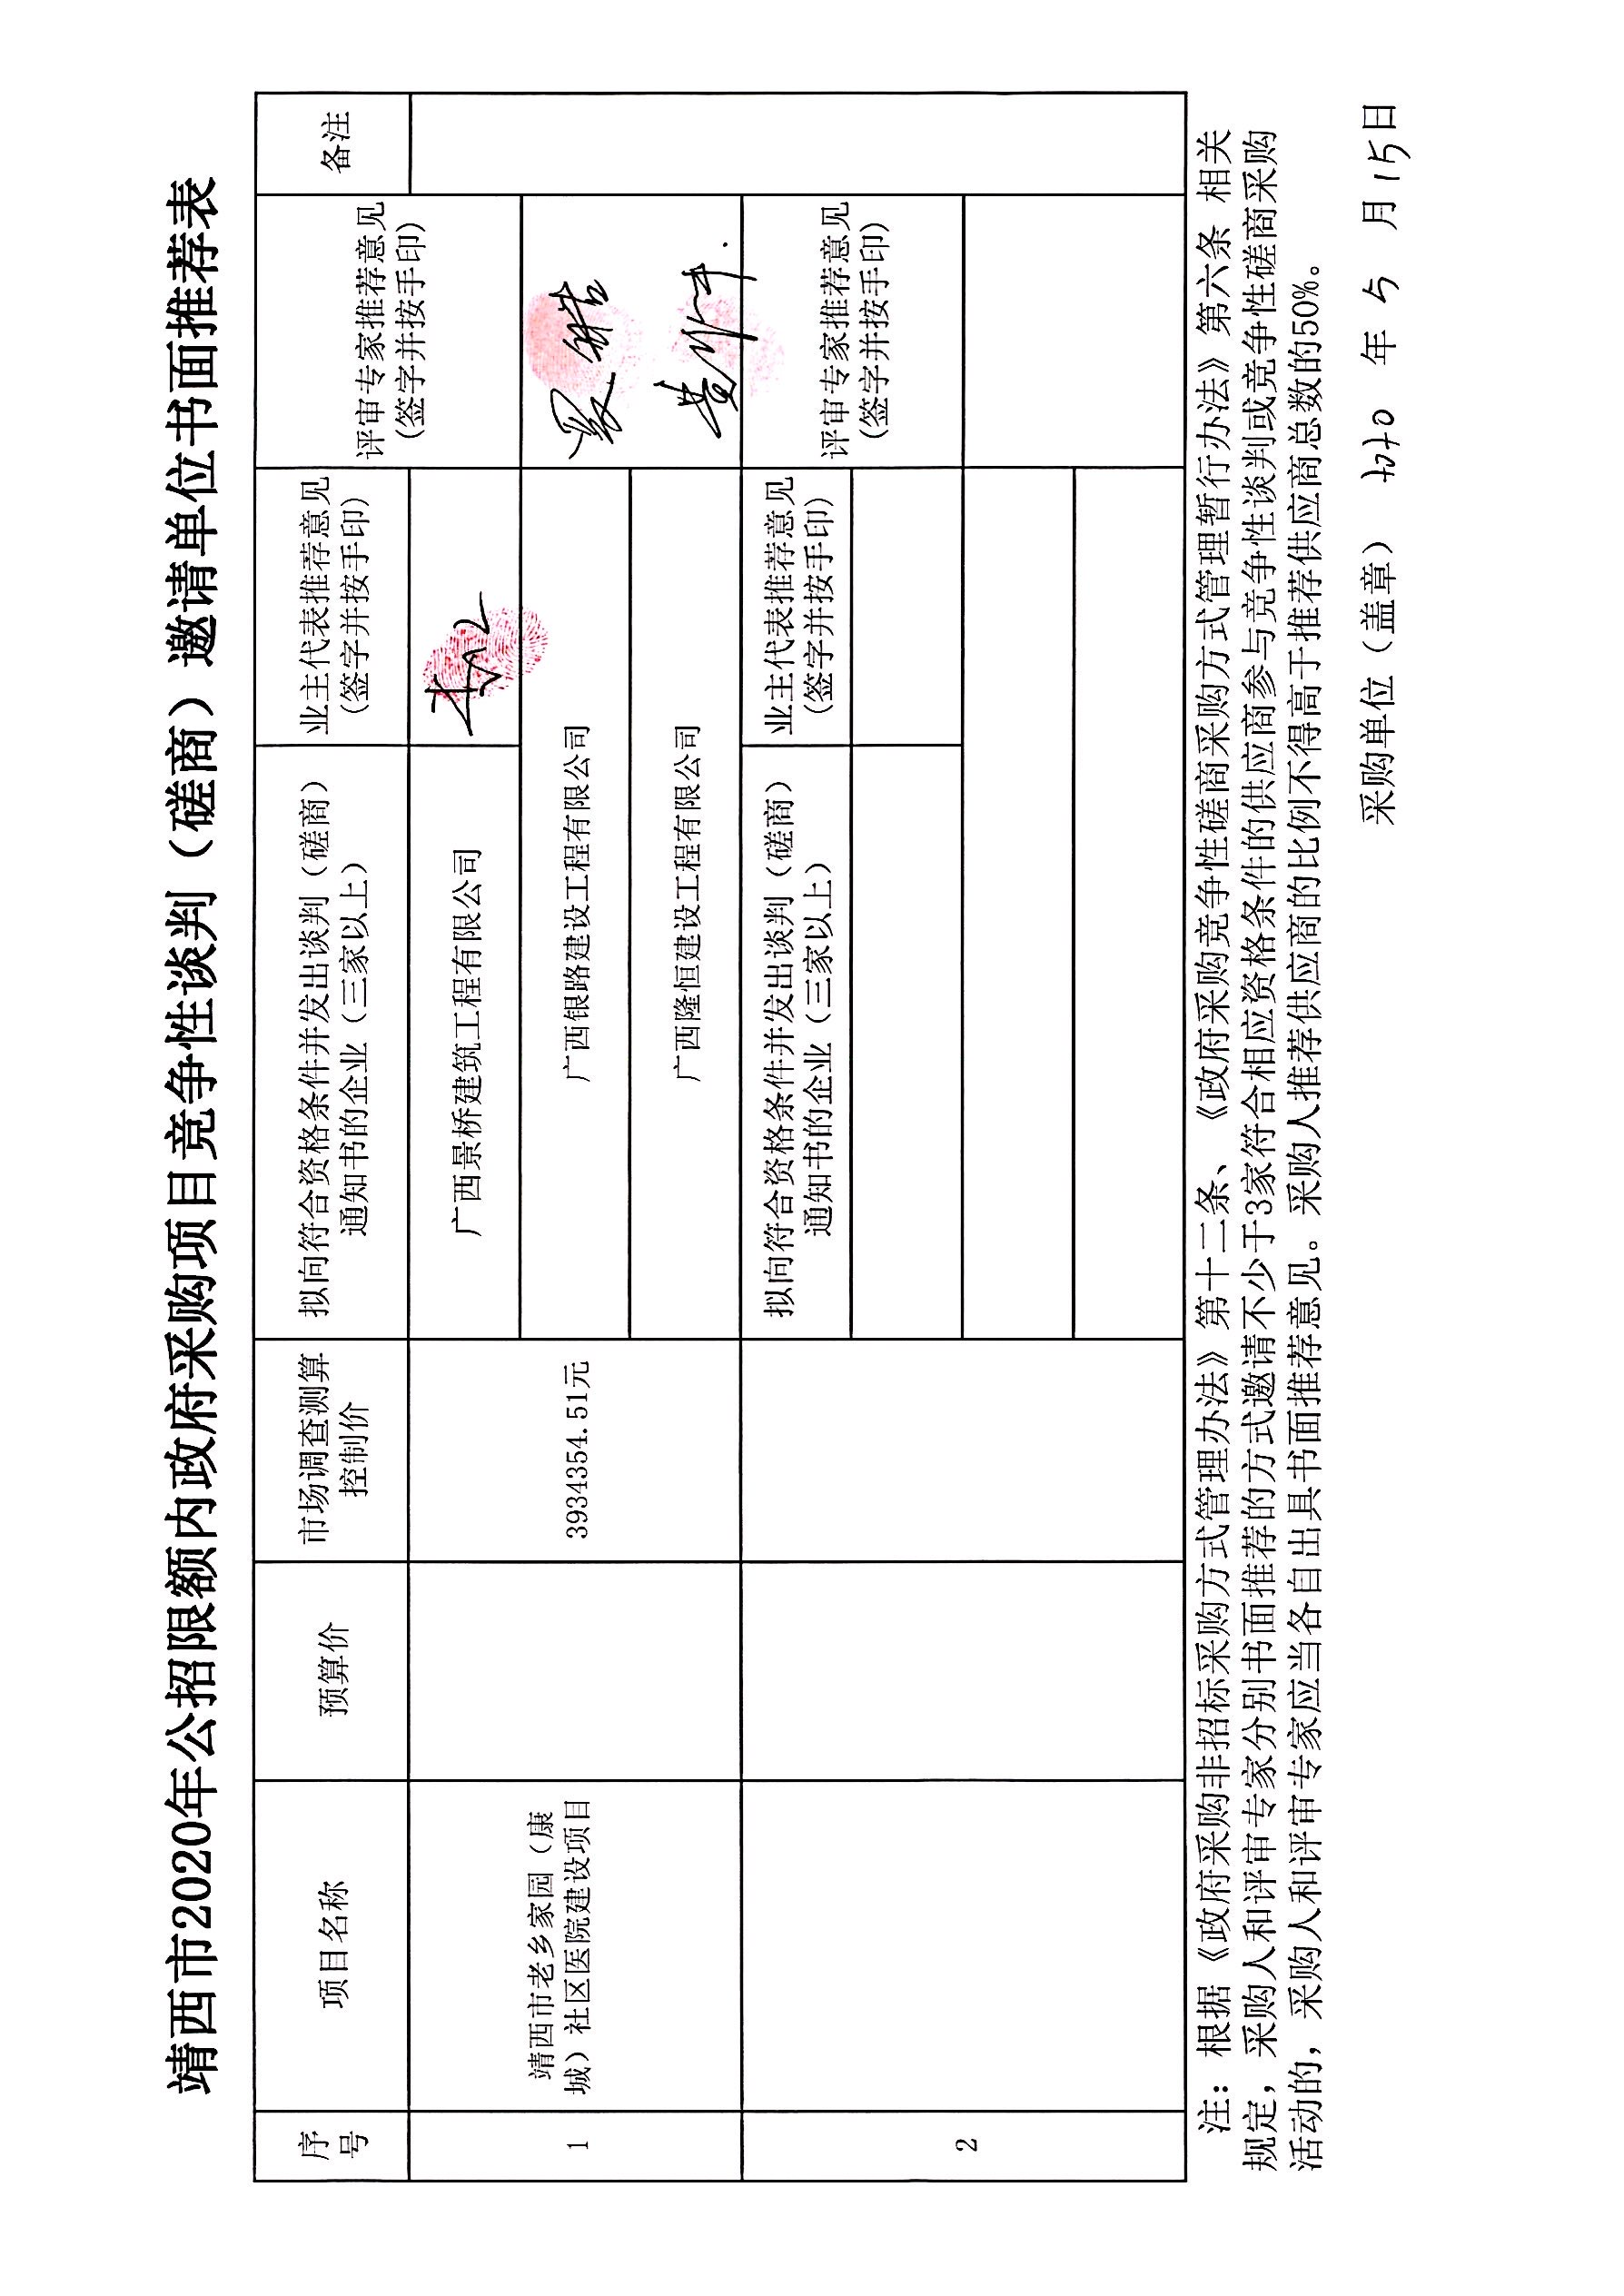 靖西市2020年公招限额内政府采购项目竞争性谈判（磋商）邀请单位书面推荐表
序号
项目名称
预算价
市场调查测算
控制价
拟向符合资格条件并发出谈判（磋商）
通知书的企业（三家以上）
业主代表推荐意见
（签字并按手印）
评审专家推荐意见
（签字并按手印）
备注
1
靖西市老乡家园（康
城）社区医院建设项目
3934354.51元
广西景桥建筑工程有限公司
广西银路建设工程有限公司
广西隆恒建设工程有限公司
2
拟向符合资格条件并发出谈判（磋商）
通知书的企业（三家以上）
业主代表推荐意见
（签字并按手印）
评审专家推荐意见
（签字并按手印）
注：根据《政府采购非招标采购方式管理办法》第十二条、《政府采购竞争性磋商采购方式管理暂行办法》第六条 相关
规定，采购人和评审专家分别书面推荐的方式邀请不少于3家符合相应资格条件的供应商参与竞争性谈判或竞争性磋商采购
活动的，采购人和评审专家应当各自出具书面推荐意见。采购人推荐供应商的比例不得高于推荐供应商总数的50%。
采购单位（盖章） 2020 年 5 月 15 日